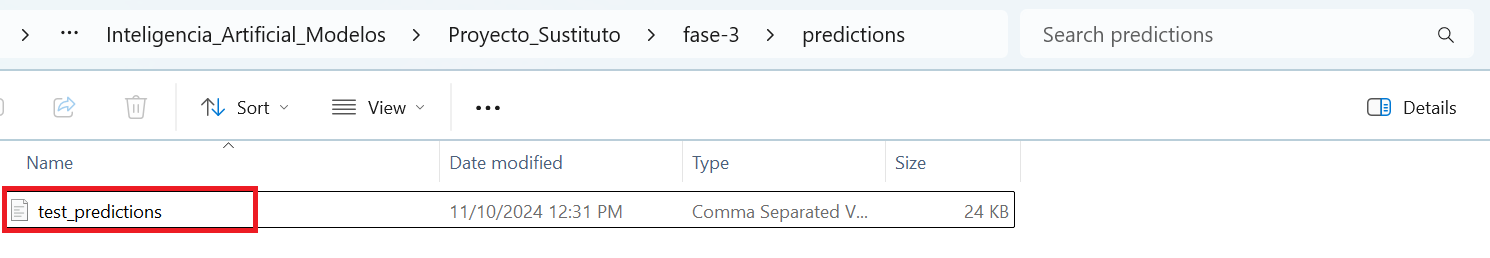 ... Inteligencia_Artificial_Modelos > Proyecto_Sustituto > fase-3 > predictions Search predictions
Sort View ... Details
Name Date modified Type Size
test_predictions 11/10/2024 12:31 PM Comma Separated V... 24 KB